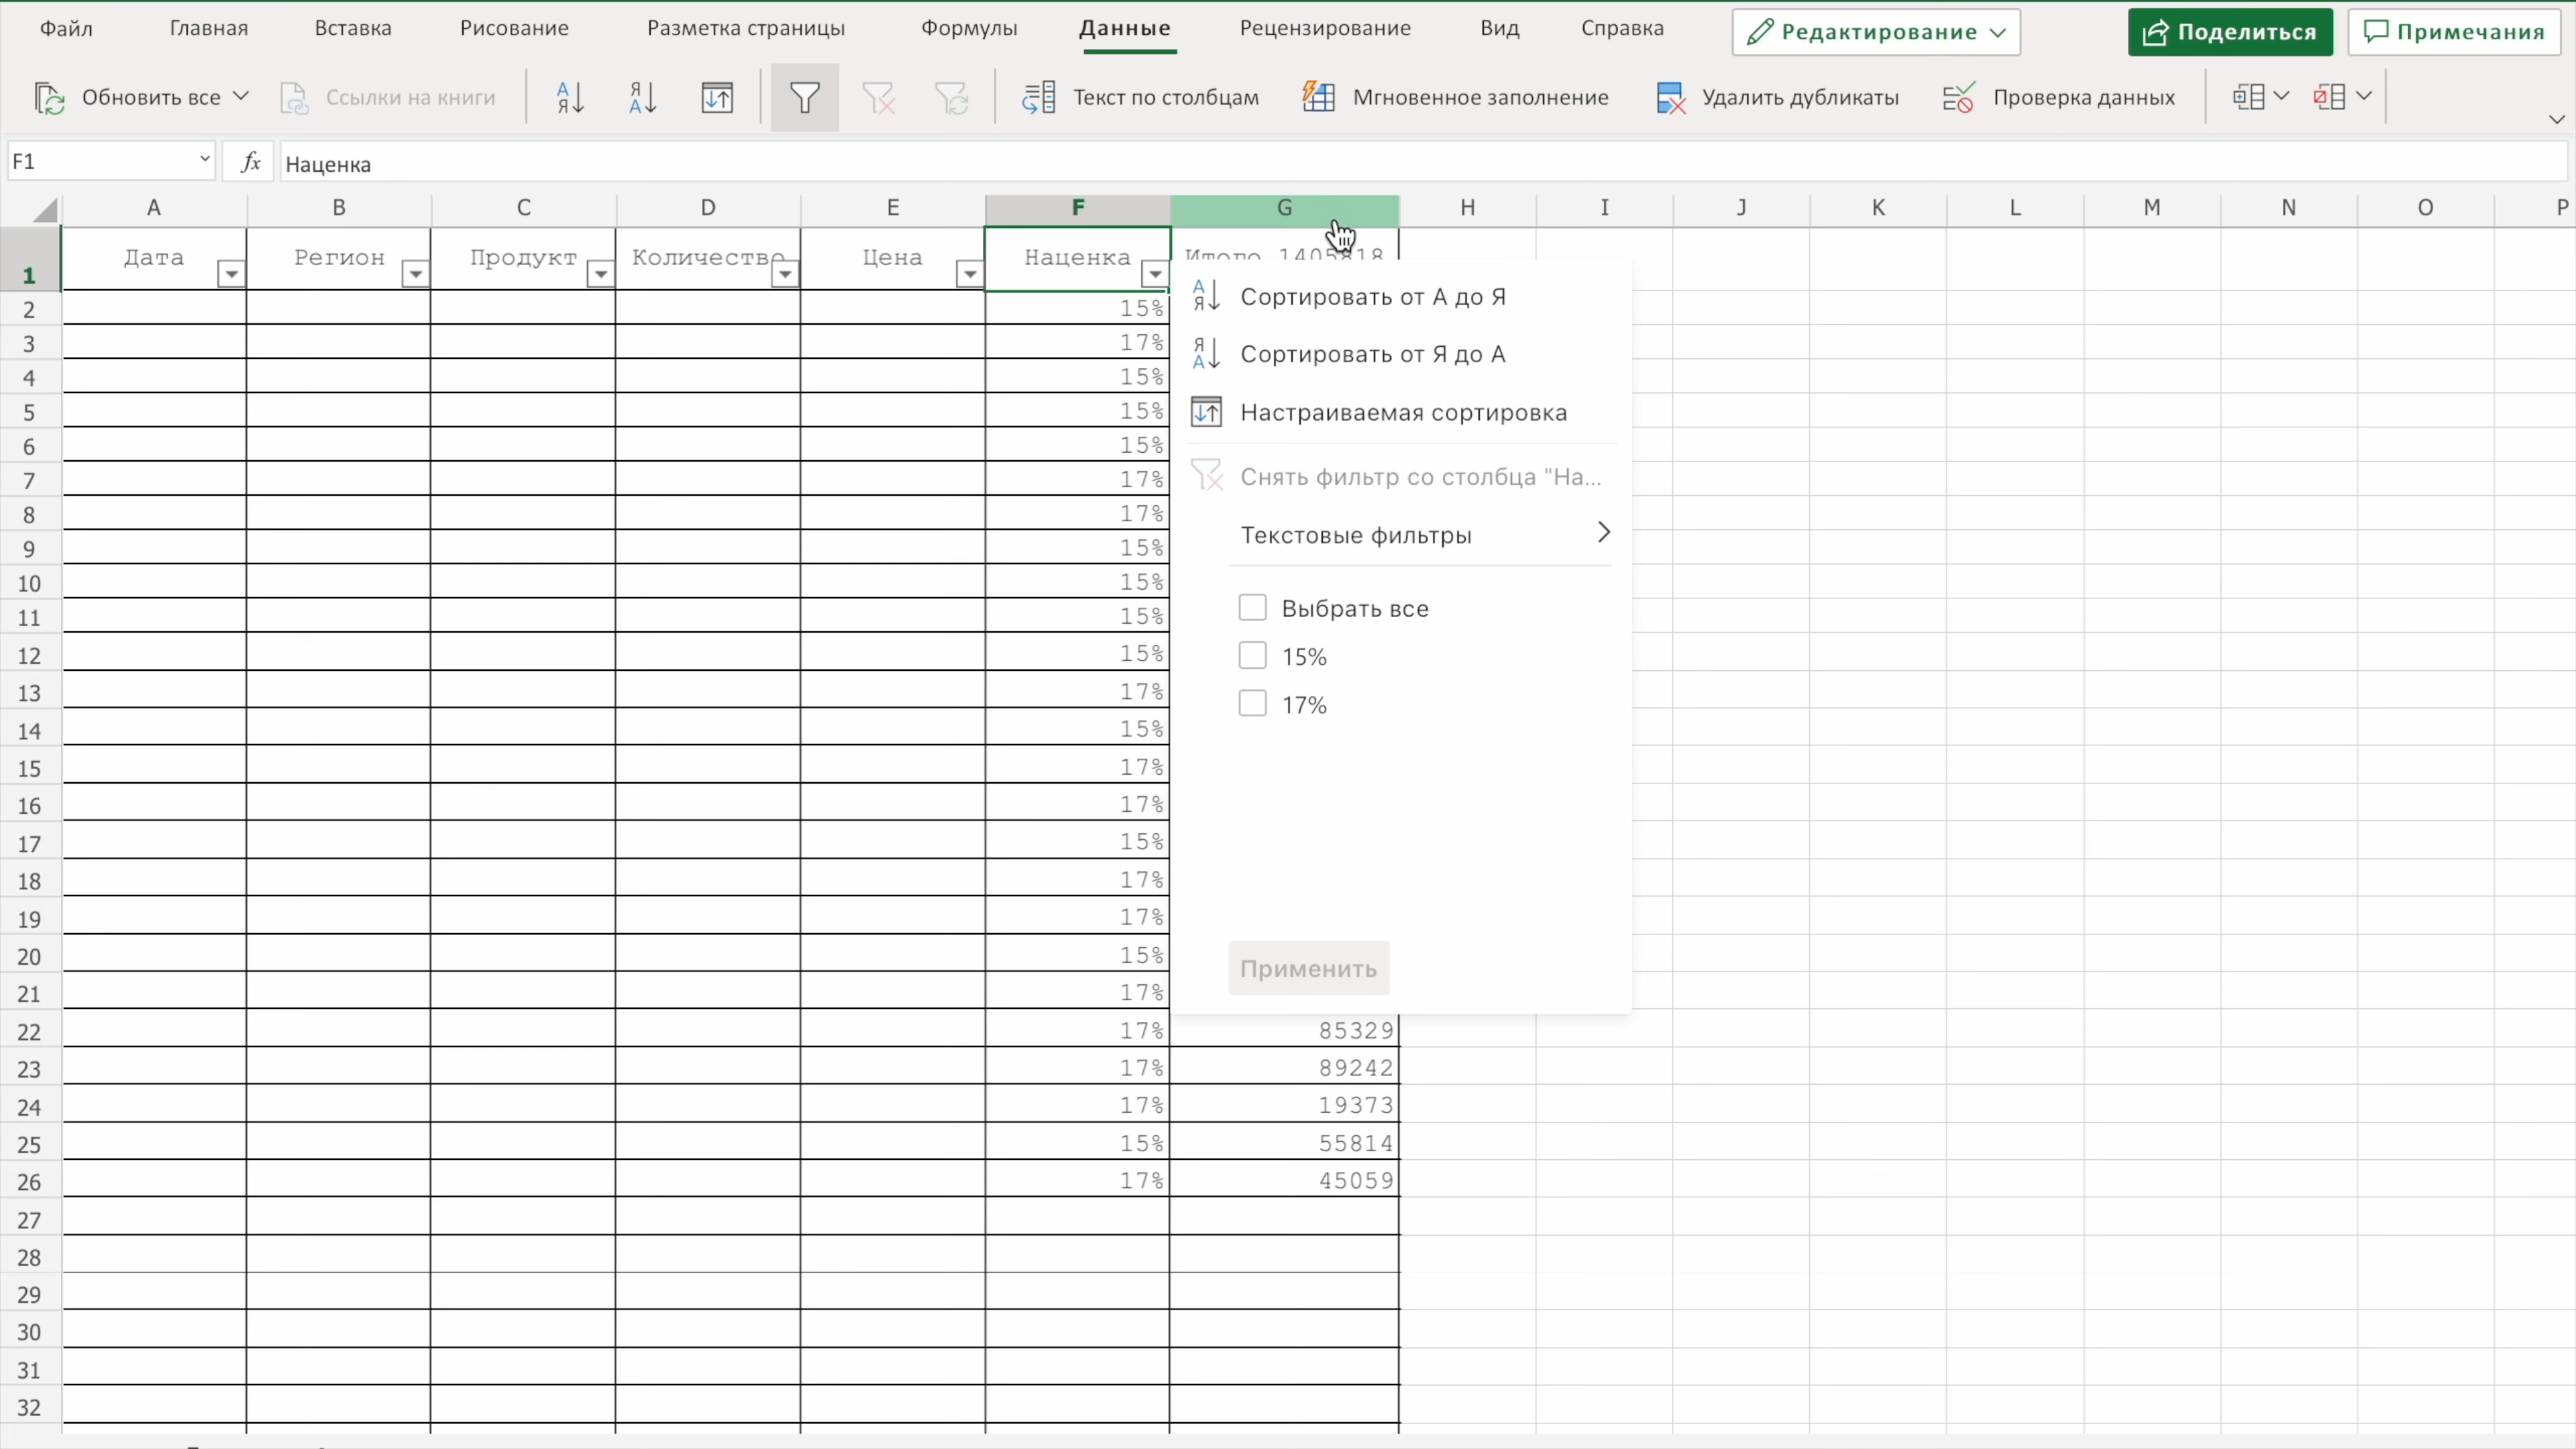 Файл Главная Вставка Рисование Разметка страницы Формулы Данные Рецензирование Вид Справка Редактирование Поделиться Примечания
Обновить все Ссылки на книги А Я Я А Текст по столбцам Мгновенное заполнение Удалить дубликаты Проверка данных
F1 fx Наценка
A B C D E F G H I J K L M N O P
1 Дата Регион Продукт Количество Цена Наценка Итого 1405818
2 15%
3 17%
4 15%
5 15%
6 15%
7 17%
8 17%
9 15%
10 15%
11 15%
12 15%
13 17%
14 15%
15 17%
16 17%
17 15%
18 17%
19 17%
20 15%
21 17%
22 17% 85329
23 17% 89242
24 17% 19373
25 15% 55814
26 17% 45059
27
28
29
30
31
32
А Я Сортировать от А до Я
Я А Сортировать от Я до А
Настраиваемая сортировка
Снять фильтр со столбца "На...
Текстовые фильтры
Выбрать все
15%
17%
Применить